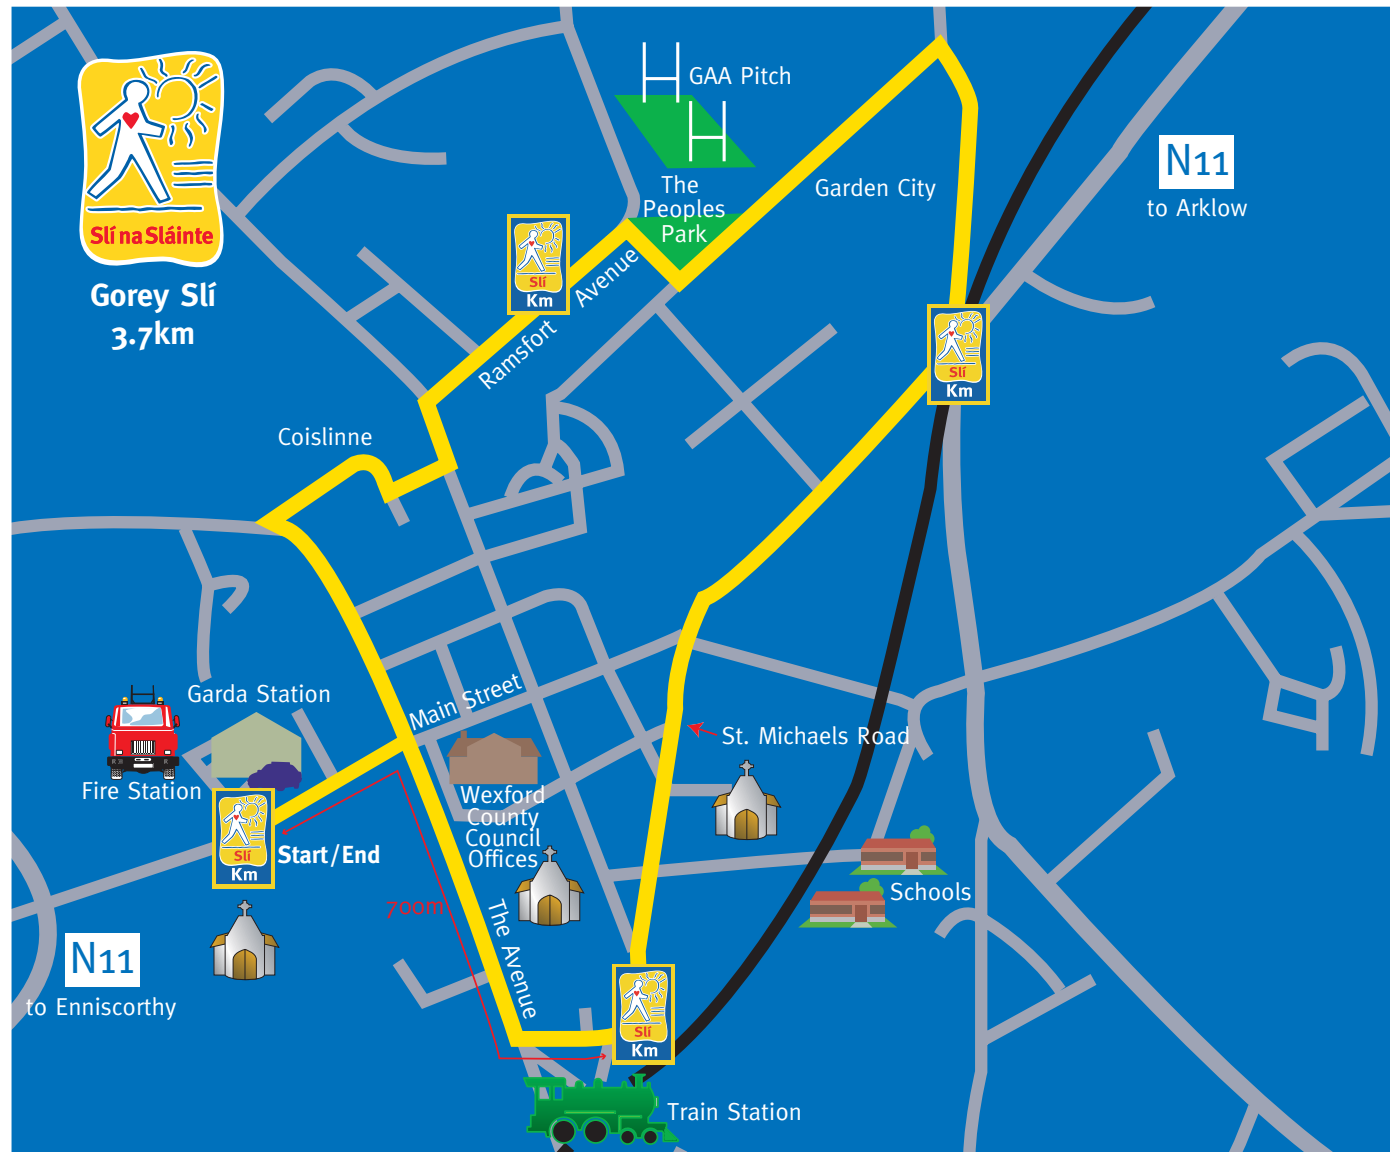 Slí na Sláinte
Gorey Slí
3.7km
GAA Pitch
The
Peoples
Park
Garden City
N11
to Arklow
Slí
Km
Ramsfort Avenue
Slí
Km
Coislinne
Main Street
Garda Station
Fire Station
St. Michaels Road
Wexford
County
Council
Offices
Slí
Km
Start/End
700m
The Avenue
Schools
N11
to Enniscorthy
Slí
Km
Train Station